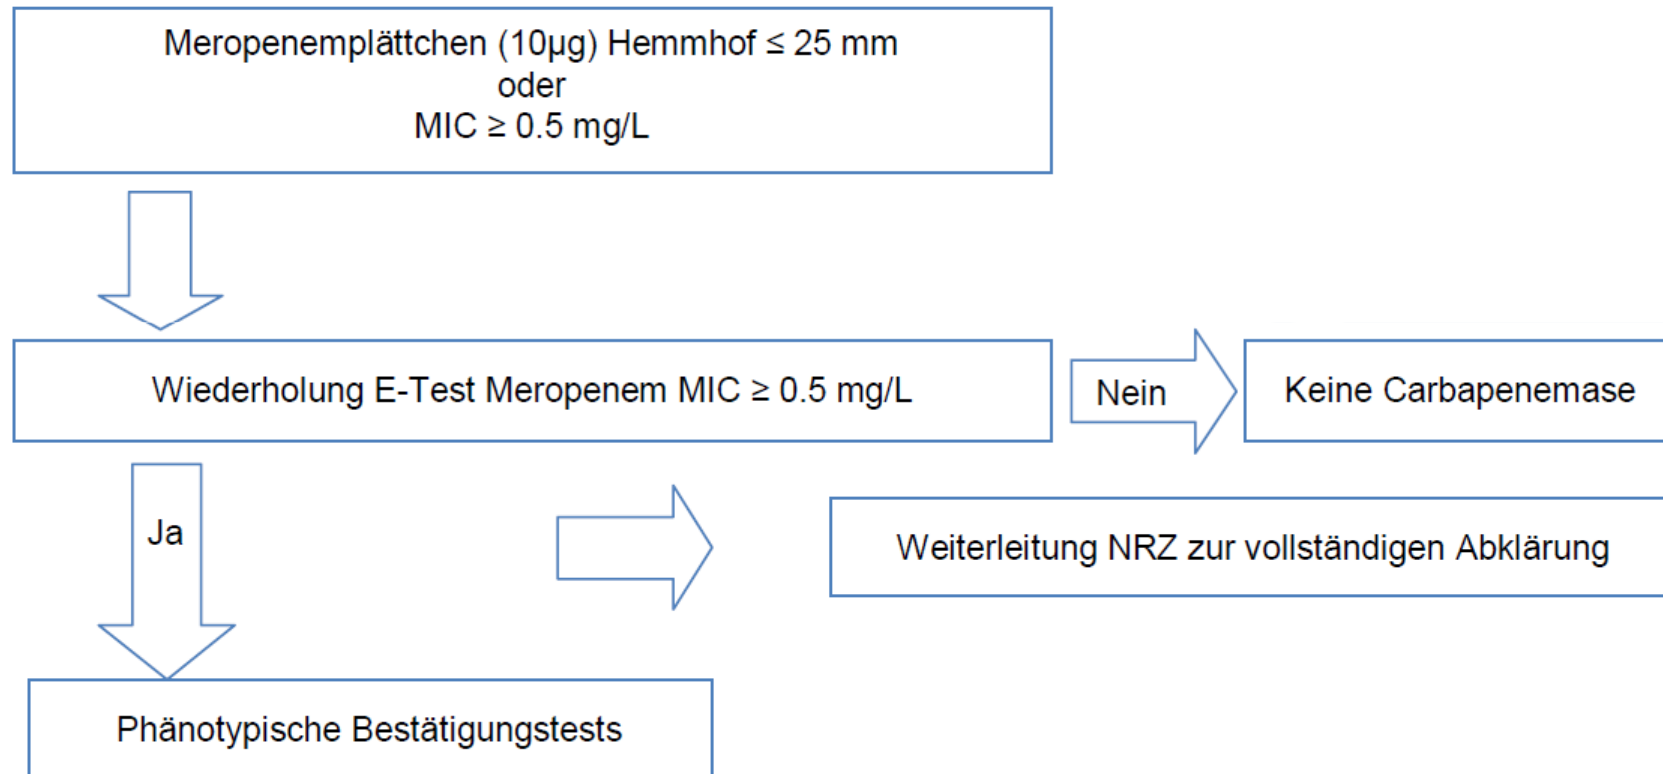 Meropenemplättchen (10µg) Hemmhof ≤ 25 mm
oder
MIC ≥ 0.5 mg/L
Wiederholung E-Test Meropenem MIC ≥ 0.5 mg/L
Nein
Keine Carbapenemase
Ja
Weiterleitung NRZ zur vollständigen Abklärung
Phänotypische Bestätigungstests